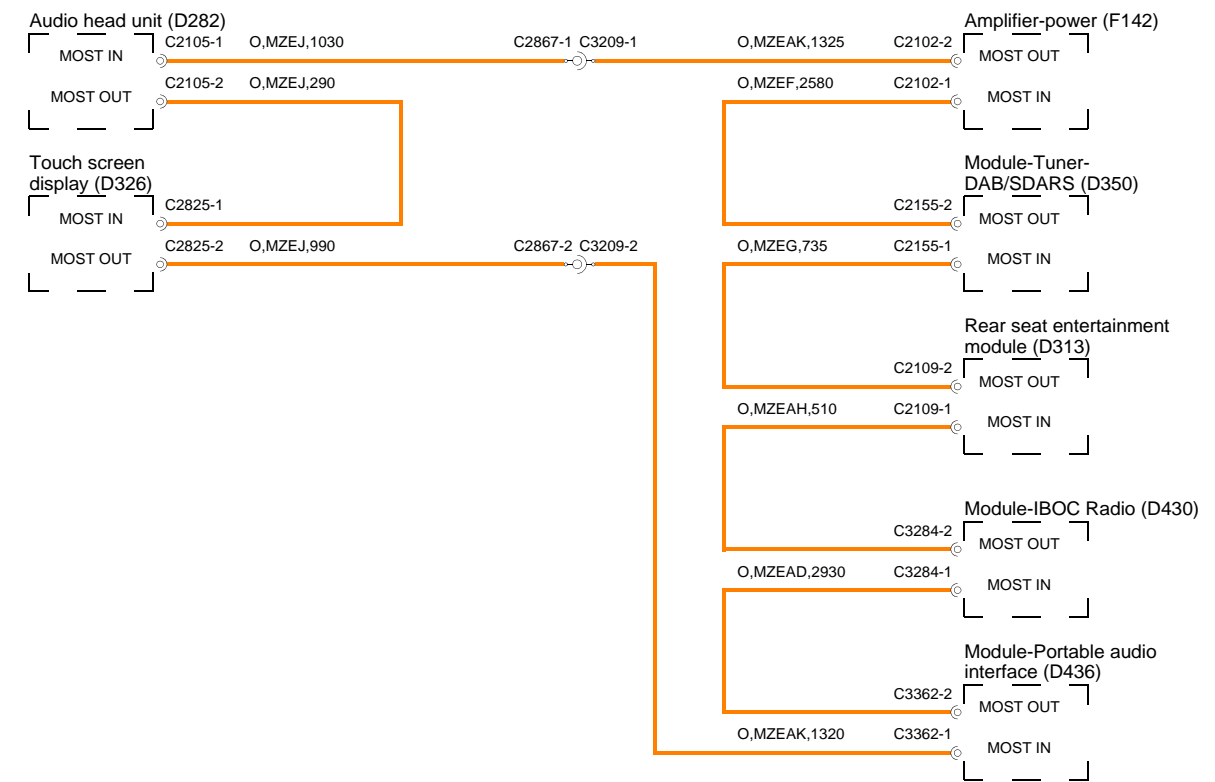 Audio head unit (D282)
MOST IN
C2105-1 O,MZEJ,1030
C2867-1 C3209-1
MOST OUT
C2105-2 O,MZEJ,290
Touch screen
display (D326)
MOST IN
C2825-1
MOST OUT
C2825-2 O,MZEJ,990
C2867-2 C3209-2
Amplifier-power (F142)
O,MZEAK,1325 C2102-2
MOST OUT
O,MZEF,2580 C2102-1
MOST IN
Module-Tuner-
DAB/SDARS (D350)
C2155-2
MOST OUT
O,MZEG,735 C2155-1
MOST IN
Rear seat entertainment
module (D313)
C2109-2
MOST OUT
O,MZEAH,510 C2109-1
MOST IN
Module-IBOC Radio (D430)
C3284-2
MOST OUT
O,MZEAD,2930 C3284-1
MOST IN
Module-Portable audio
interface (D436)
C3362-2
MOST OUT
O,MZEAK,1320 C3362-1
MOST IN